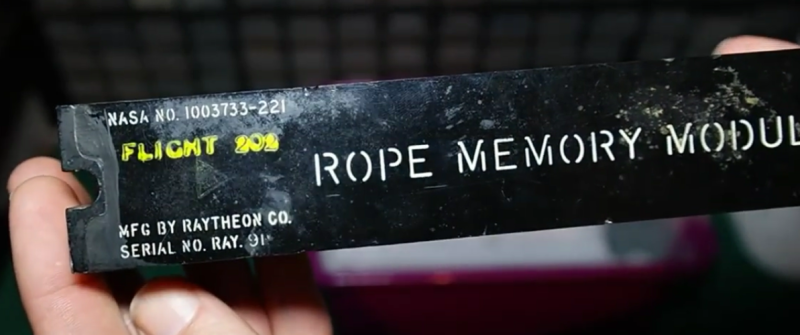 NASA NO. 1003733-221
FLIGHT 202
ROPE MEMORY MODUL
MFG BY RAYTHEON CO.
SERIAL NO. RAY. 91